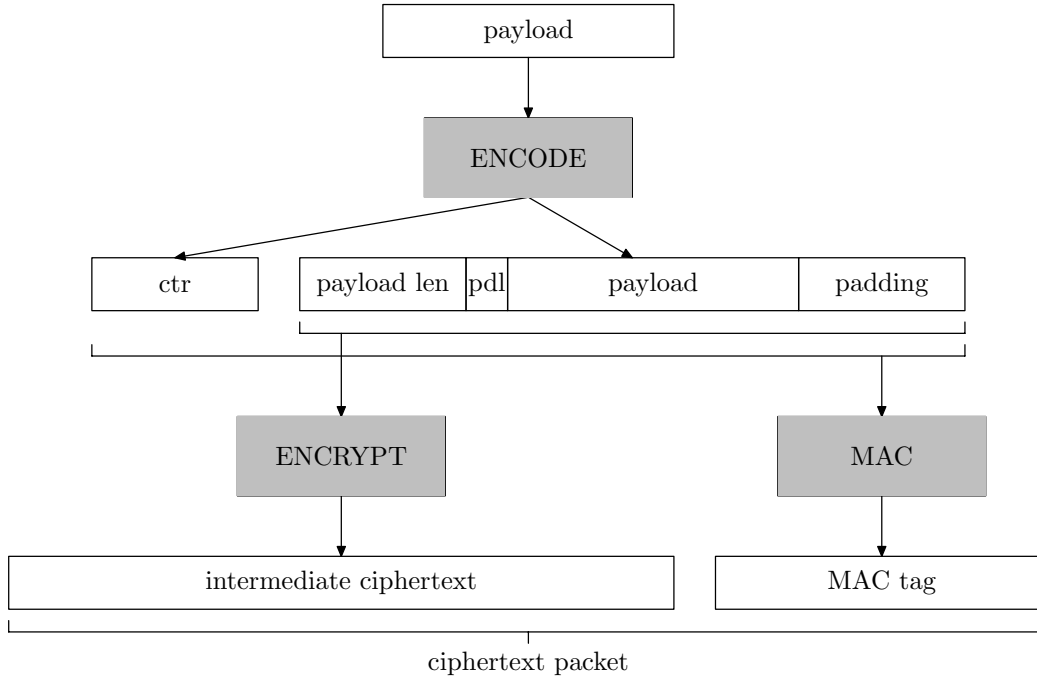 payload
ENCODE
ctr
payload len
pdl
payload
padding
ENCRYPT
MAC
intermediate ciphertext
MAC tag
ciphertext packet